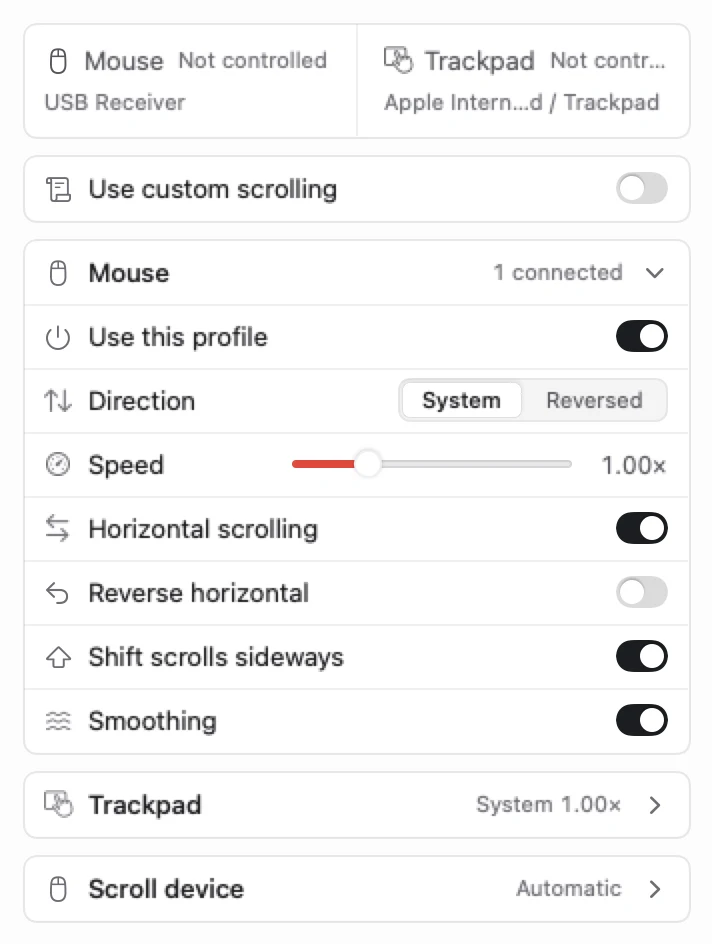 Mouse Not controlled
USB Receiver
Trackpad Not contr...
Apple Intern...d / Trackpad
Use custom scrolling
Mouse 1 connected
Use this profile
Direction System Reversed
Speed 1.00×
Horizontal scrolling
Reverse horizontal
Shift scrolls sideways
Smoothing
Trackpad System 1.00×
Scroll device Automatic